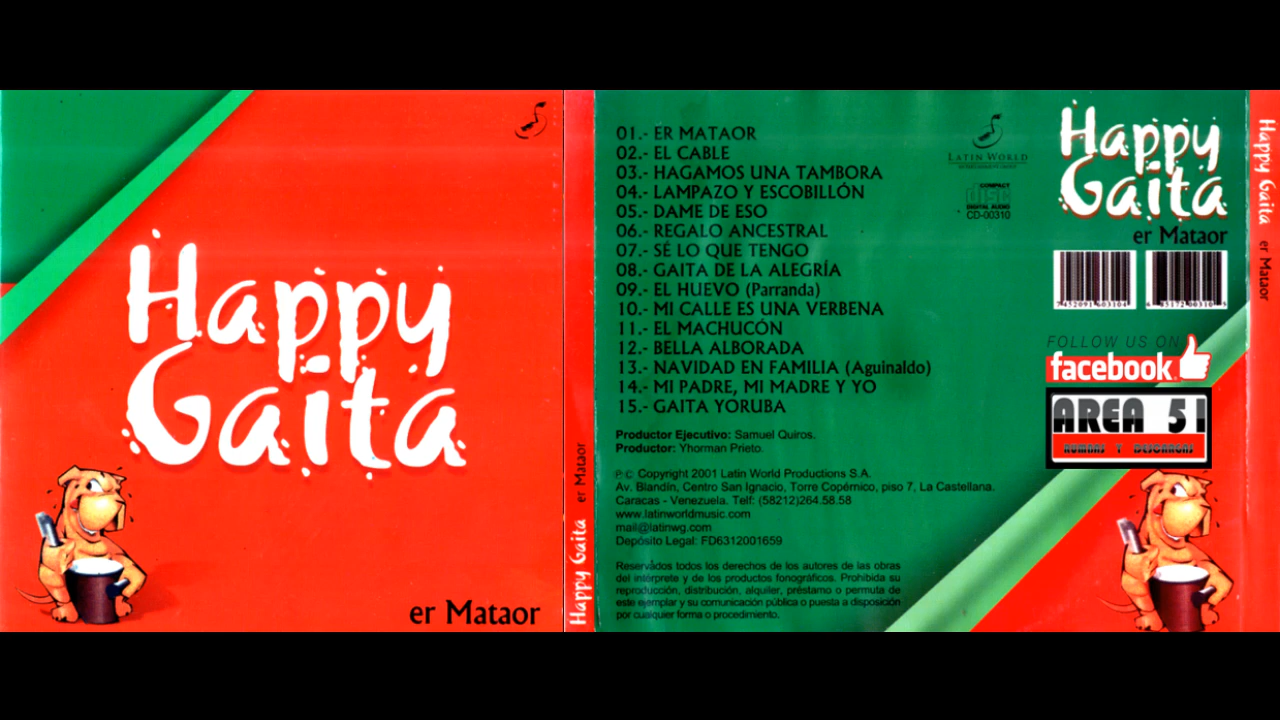 Happy
Gaita
er Mataor
Happy Gaita er Mataor
01.- ER MATAOR
02.- EL CABLE
03.- HAGAMOS UNA TAMBORA
04.- LAMPAZO Y ESCOBILLÓN
05.- DAME DE ESO
06.- REGALO ANCESTRAL
07.- SÉ LO QUE TENGO
08.- GAITA DE LA ALEGRÍA
09.- EL HUEVO (Parranda)
10.- MI CALLE ES UNA VERBENA
11.- EL MACHUCÓN
12.- BELLA ALBORADA
13.- NAVIDAD EN FAMILIA (Aguinaldo)
14.- MI PADRE, MI MADRE Y YO
15.- GAITA YORUBA
Productor Ejecutivo: Samuel Quiros.
Productor: Yhorman Prieto.
℗ © Copyright 2001 Latin World Productions S.A.
Av. Blandín, Centro San Ignacio, Torre Copémico, piso 7, La Castellana.
Caracas - Venezuela. Telf: (58212)264.58.58
www.latinworldmusic.com
mail@latinwg.com
Depósito Legal: FD6312001659
Reservados todos los derechos de los autores de las obras
del intérprete y de los productos fonográficos. Prohibida su
reproducción, distribución, alquiler, préstamo o permuta de
este ejemplar y su comunicación pública o puesta a disposición
por cualquier forma o procedimiento.
LATIN WORLD
COMPACT
disc
DIGITAL AUDIO
CD-00310
Happy
Gaita
er Mataor
FOLLOW US ON
facebook
AREA 51
RUMBAS Y DESCARGAS
Happy Gaita er Mataor